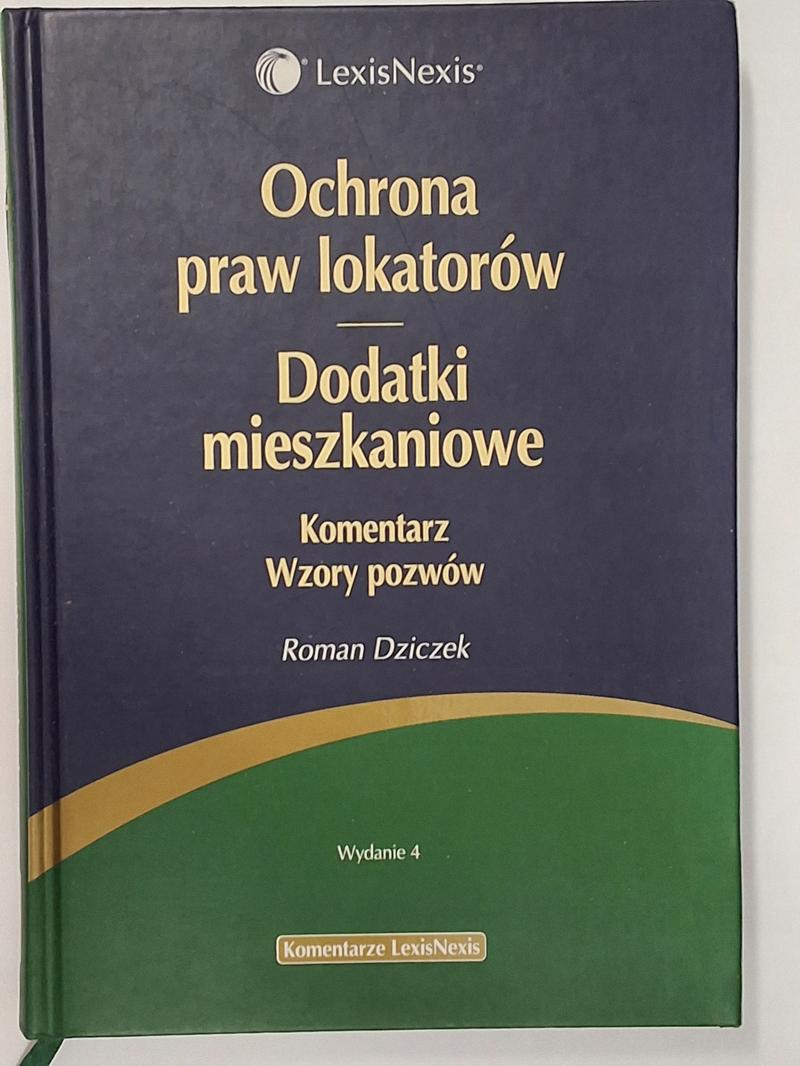 LexisNexis®
Ochrona
praw lokatorów
Dodatki
mieszkaniowe
Komentarz
Wzory pozwów
Roman Dziczek
Wydanie 4
Komentarze LexisNexis